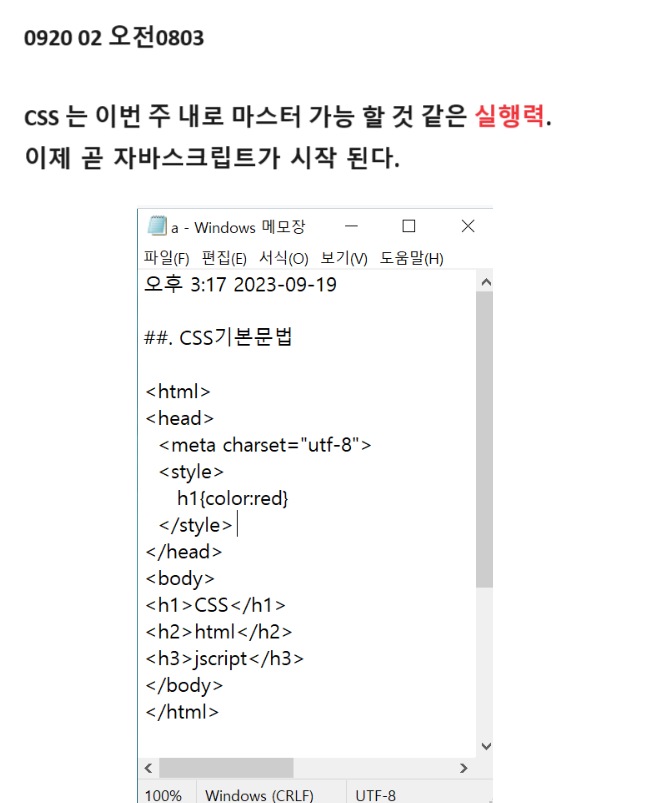 0920 02 오전0803
CSS 는 이번 주 내로 마스터 가능 할 것 같은 실행력.
이제 곧 자바스크립트가 시작 된다.
a - Windows 메모장
파일(F) 편집(E) 서식(O) 보기(V) 도움말(H)
오후 3:17 2023-09-19
##. CSS기본문법
<html>
<head>
<meta charset="utf-8">
<style>
h1{color:red}
</style>
</head>
<body>
<h1>CSS</h1>
<h2>html</h2>
<h3>jscript</h3>
</body>
</html>
100% Windows (CRLF) UTF-8